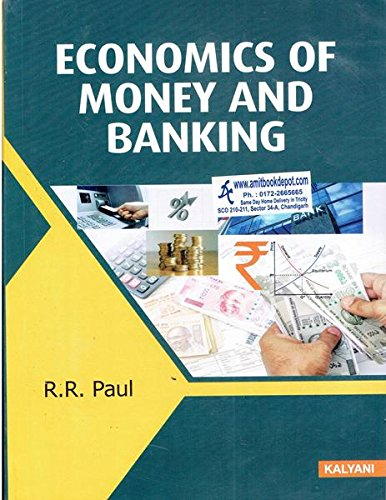 ECONOMICS OF
MONEY AND
BANKING
www.amitbookdepot.com
Ph. : 0172-2665665
Same Day Home Delivery in Tricity
SCO 210-211, Sector 34-A, Chandigarh
BANK
%
₹
Equilibrium
R.R. Paul
KALYANI